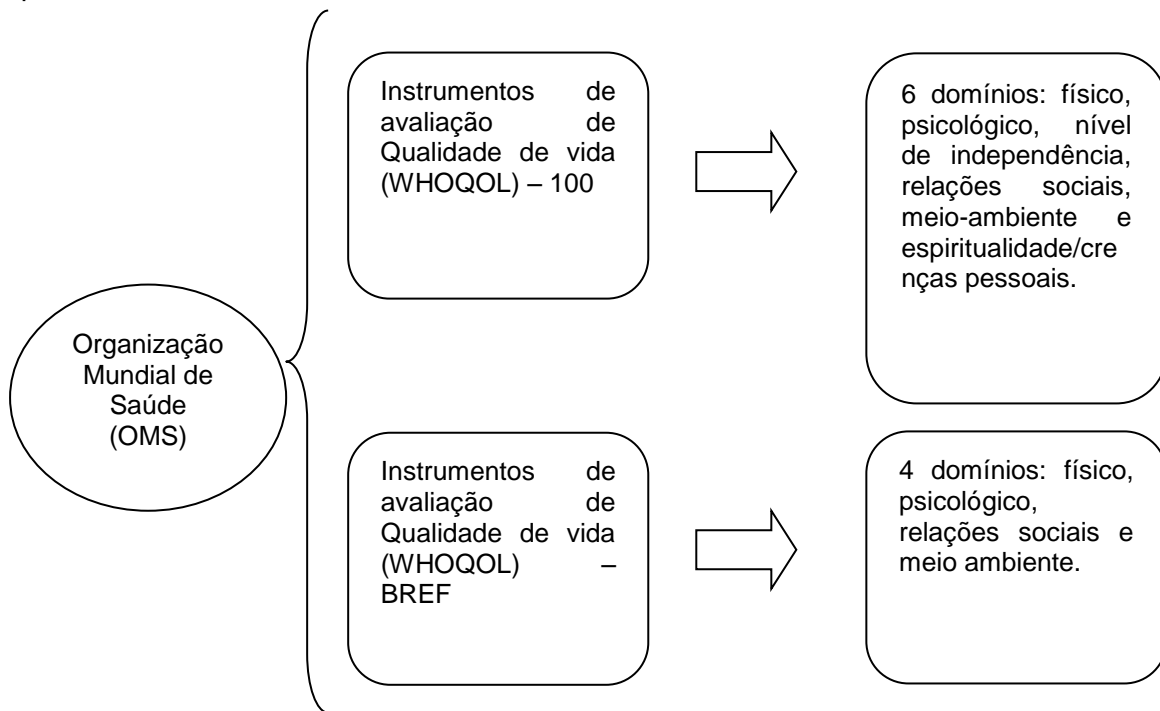 Organização
Mundial de
Saúde
(OMS)
Instrumentos de
avaliação de
Qualidade de vida
(WHOQOL) – 100
6 domínios: físico,
psicológico, nível
de independência,
relações sociais,
meio-ambiente e
espiritualidade/cre
nças pessoais.
Instrumentos de
avaliação de
Qualidade de vida
(WHOQOL) –
BREF
4 domínios: físico,
psicológico,
relações sociais e
meio ambiente.